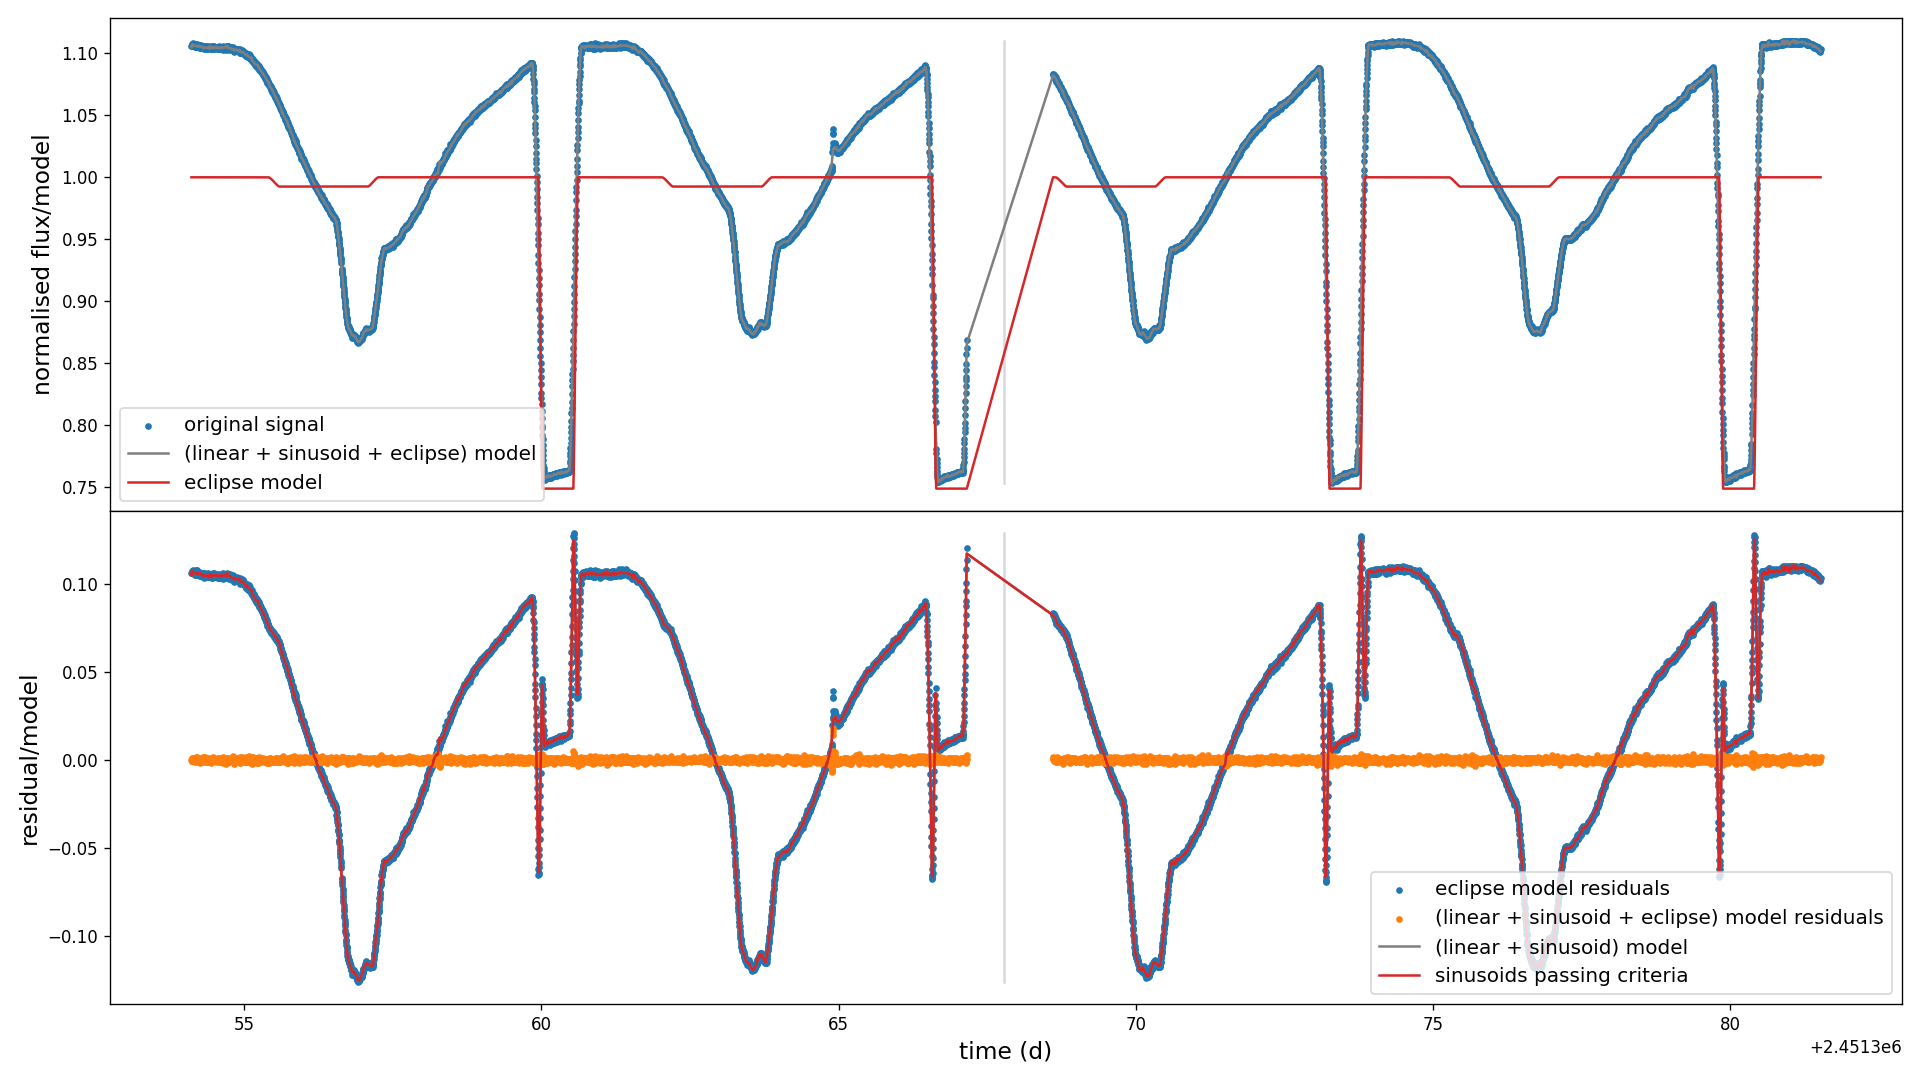 1.10
1.05
1.00
0.95
0.90
0.85
0.80
0.75
normalised flux/model
original signal
(linear + sinusoid + eclipse) model
eclipse model
0.10
0.05
0.00
−0.05
−0.10
residual/model
eclipse model residuals
(linear + sinusoid + eclipse) model residuals
(linear + sinusoid) model
sinusoids passing criteria
55 60 65 70 75 80
time (d)
+2.4513e6